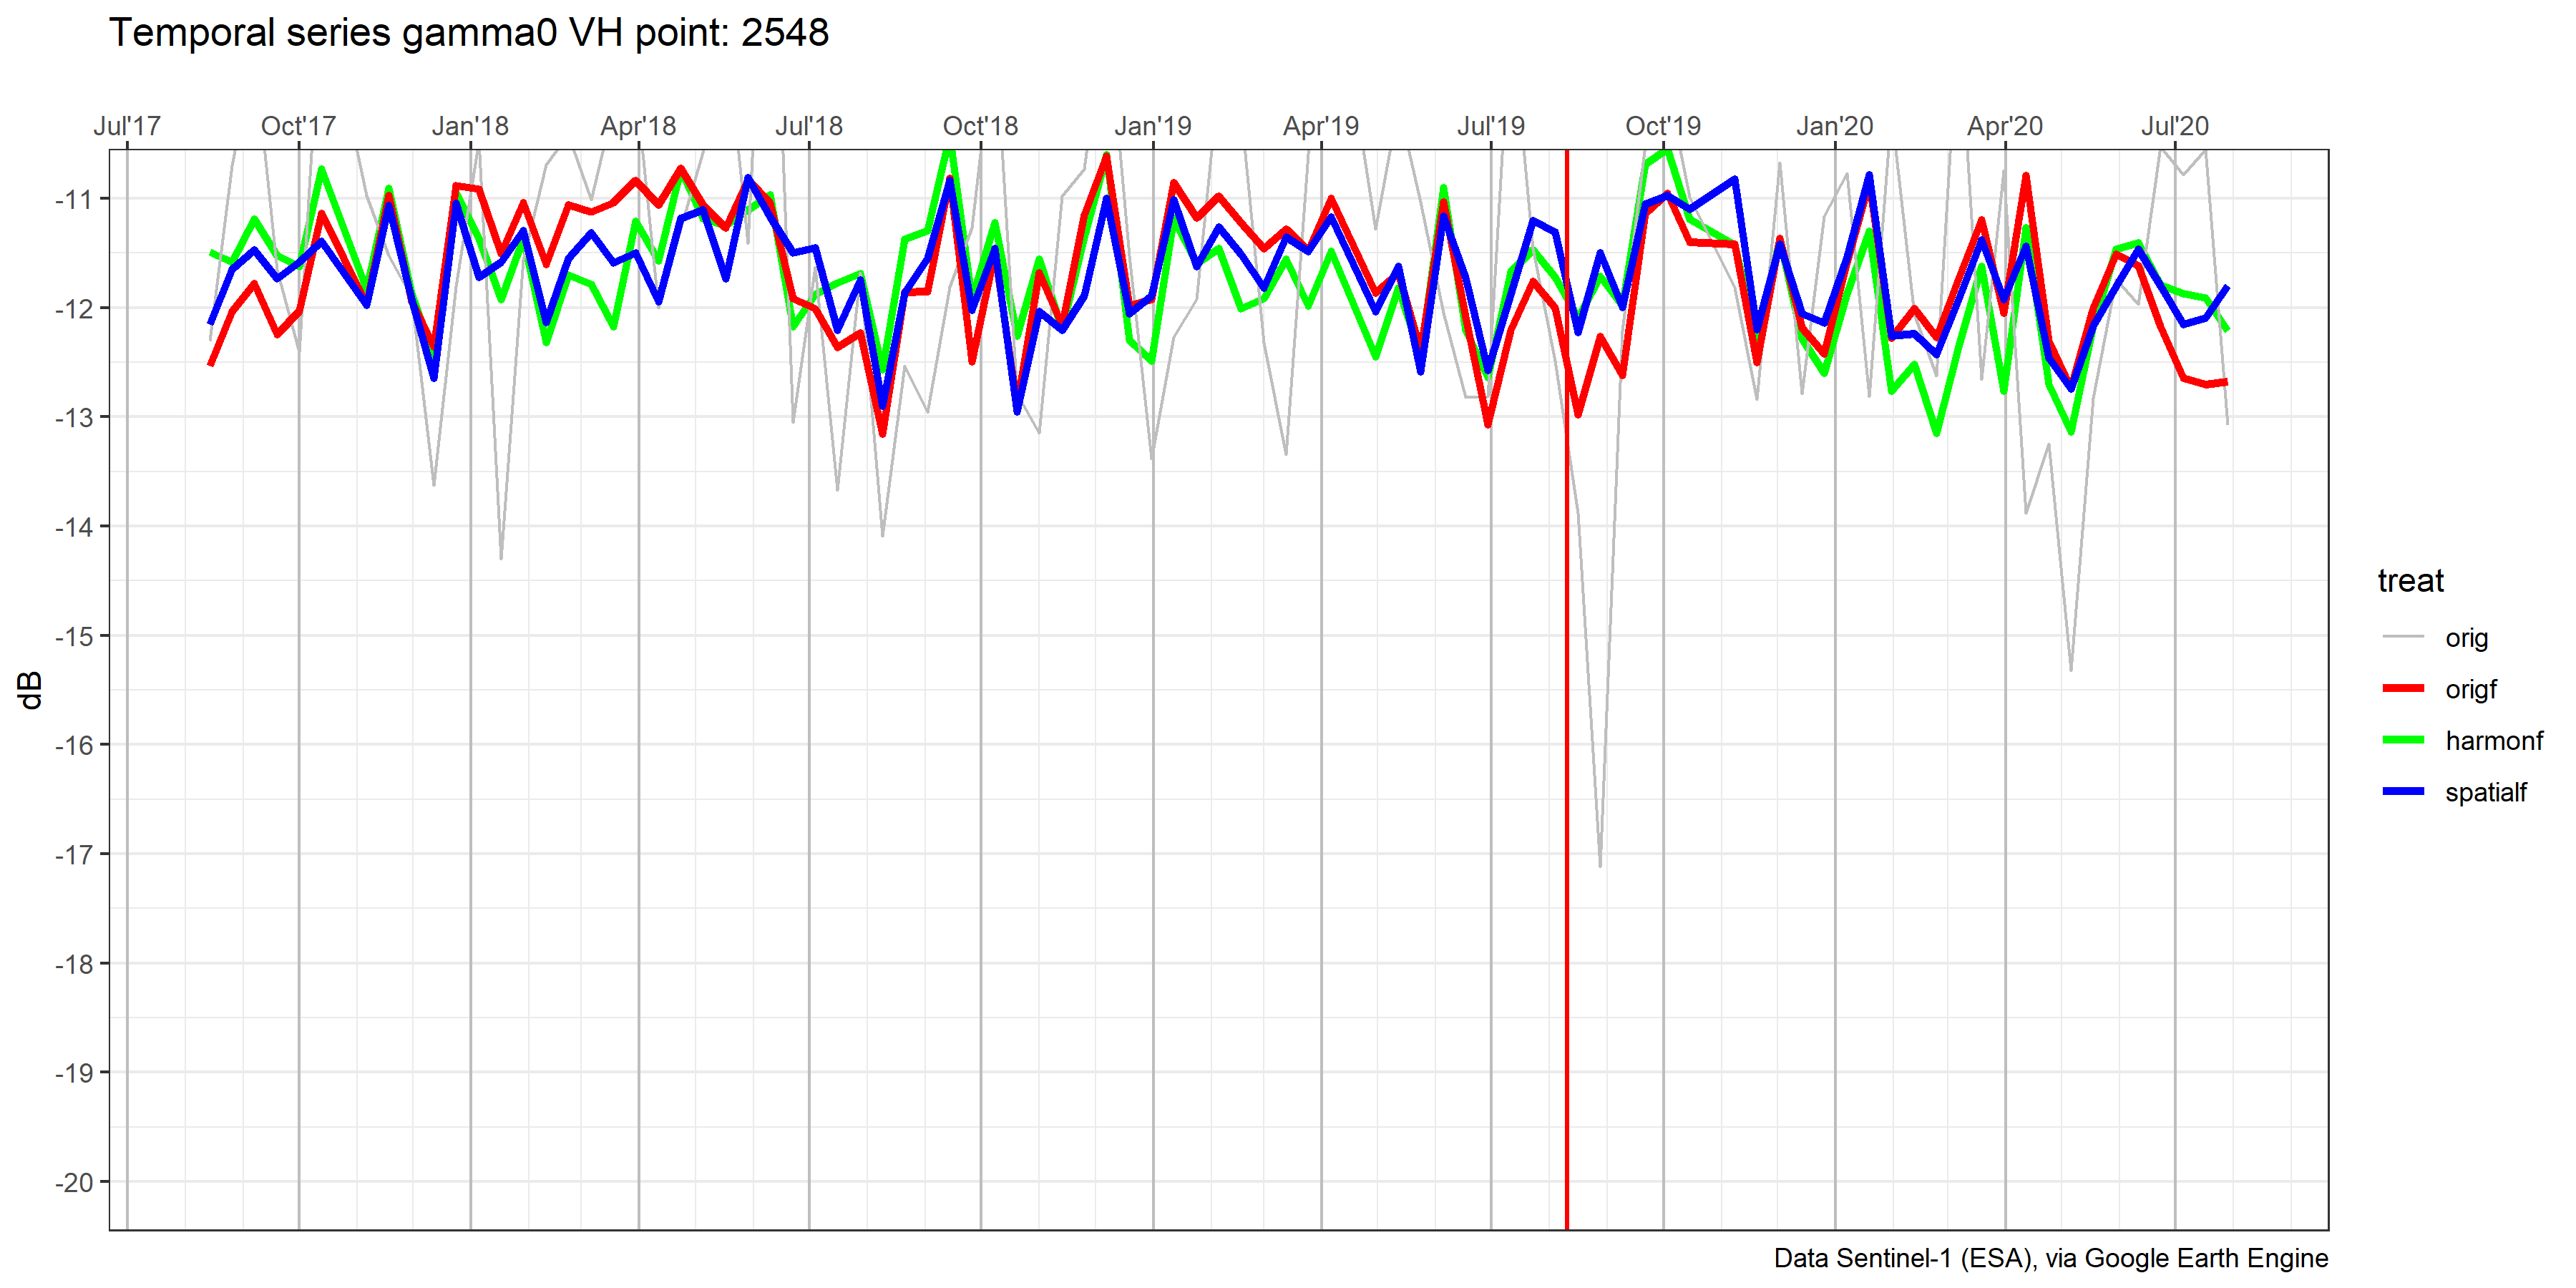 Temporal series gamma0 VH point: 2548
Jul'17 Oct'17 Jan'18 Apr'18 Jul'18 Oct'18 Jan'19 Apr'19 Jul'19 Oct'19 Jan'20 Apr'20 Jul'20
-11
-12
-13
-14
-15
-16
-17
-18
-19
-20
dB
treat
orig
origf
harmonf
spatialf
Data Sentinel-1 (ESA), via Google Earth Engine